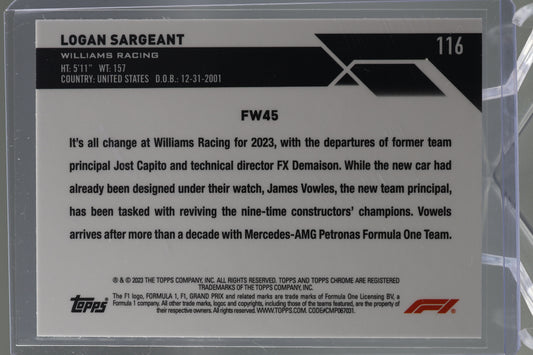 LOGAN SARGEANT
116
WILLIAMS RACING
HT: 5'11" WT: 157
COUNTRY: UNITED STATES D.O.B.: 12-31-2001
FW45
It's all change at Williams Racing for 2023, with the departures of former team
principal Jost Capito and technical director FX Demaison. While the new car had
already been designed under their watch, James Vowles, the new team principal,
has been tasked with reviving the nine-time constructors' champions. Vowels
arrives after more than a decade with Mercedes-AMG Petronas Formula One Team.
® & © 2023 THE TOPPS COMPANY, INC. ALL RIGHTS RESERVED. TOPPS AND TOPPS CHROME ARE REGISTERED
TRADEMARKS OF THE TOPPS COMPANY, INC.
The F1 logo, FORMULA 1, F1, GRAND PRIX and related marks are trade marks of Formula One Licensing BV, a
Formula 1 company. All other trade marks, logos and copyrights, including those of the teams featured, are the property of
their respective owners. All rights reserved. WWW.TOPPS.COM. CODE#CMP067031.
Topps
F1